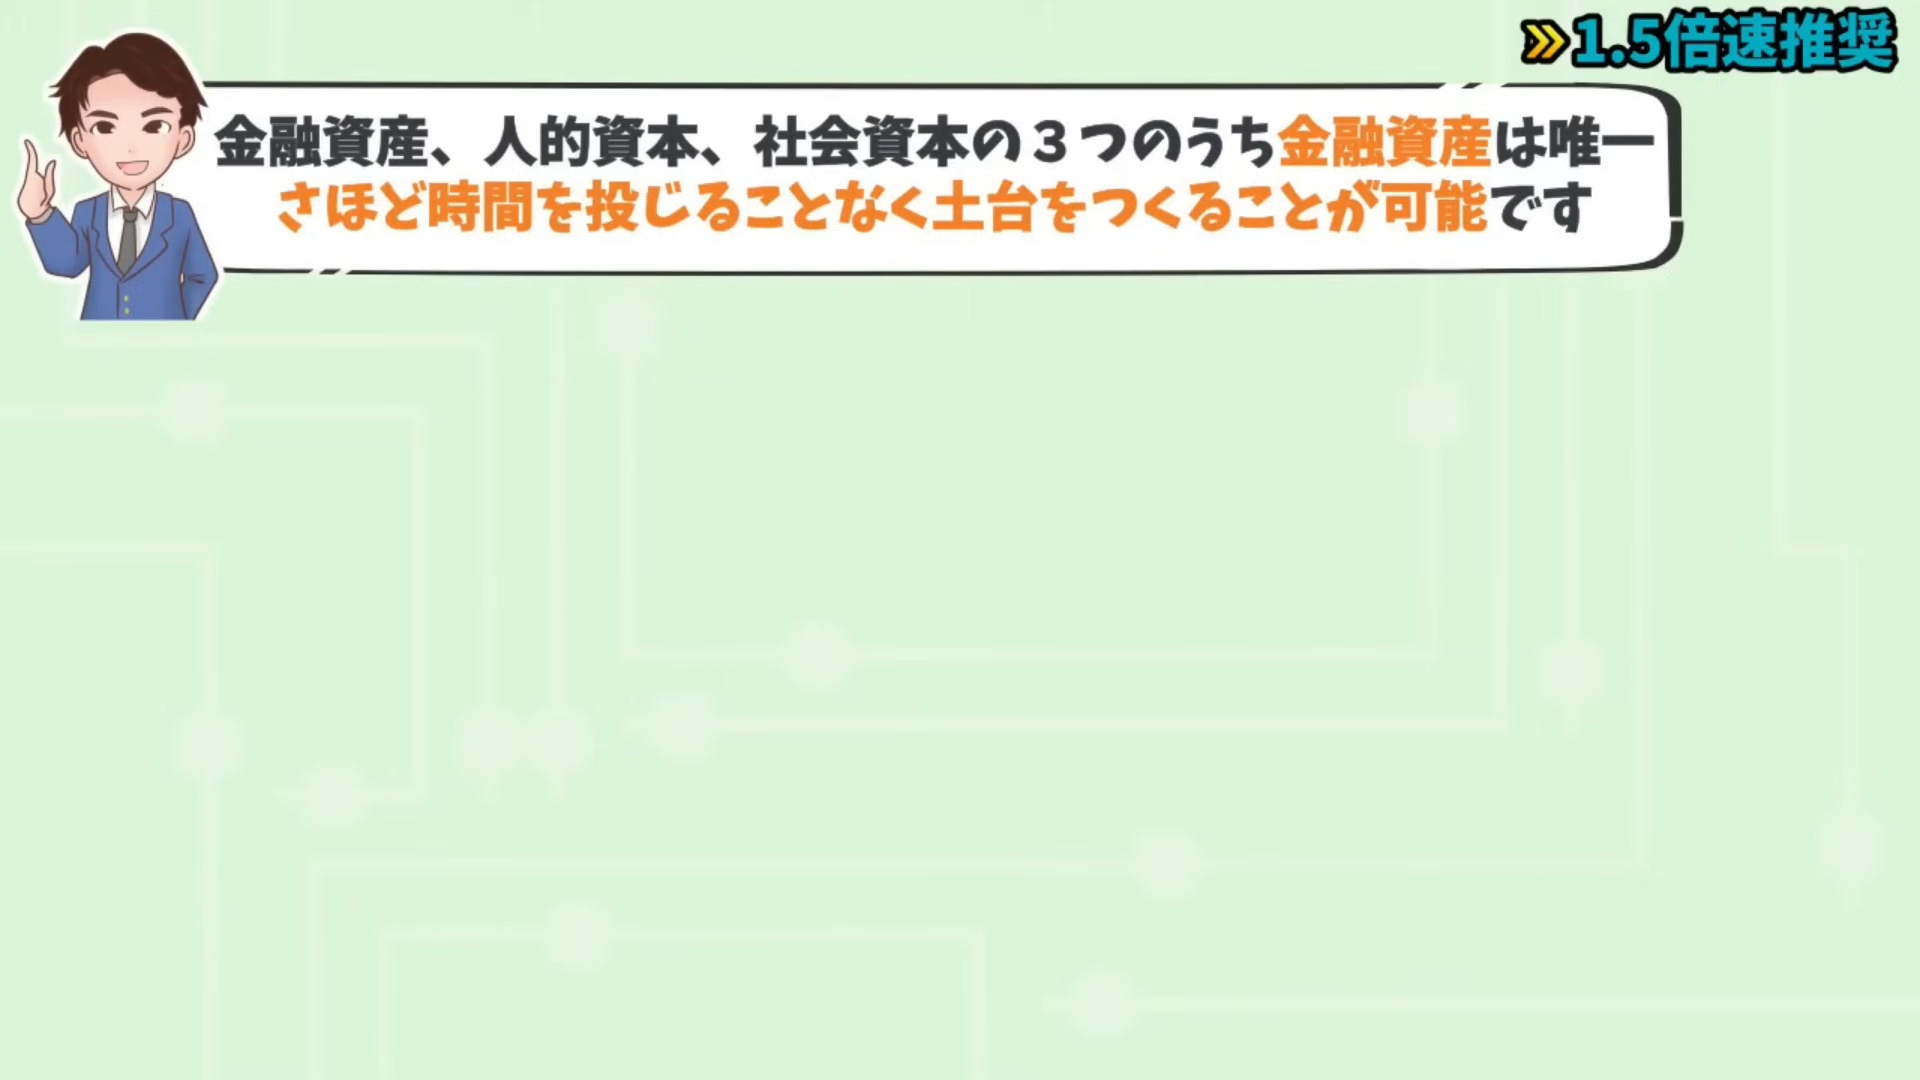 1.5倍速推奨
金融資産、人的資本、社会資本の３つのうち金融資産は唯一
さほど時間を投じることなく土台をつくることが可能です